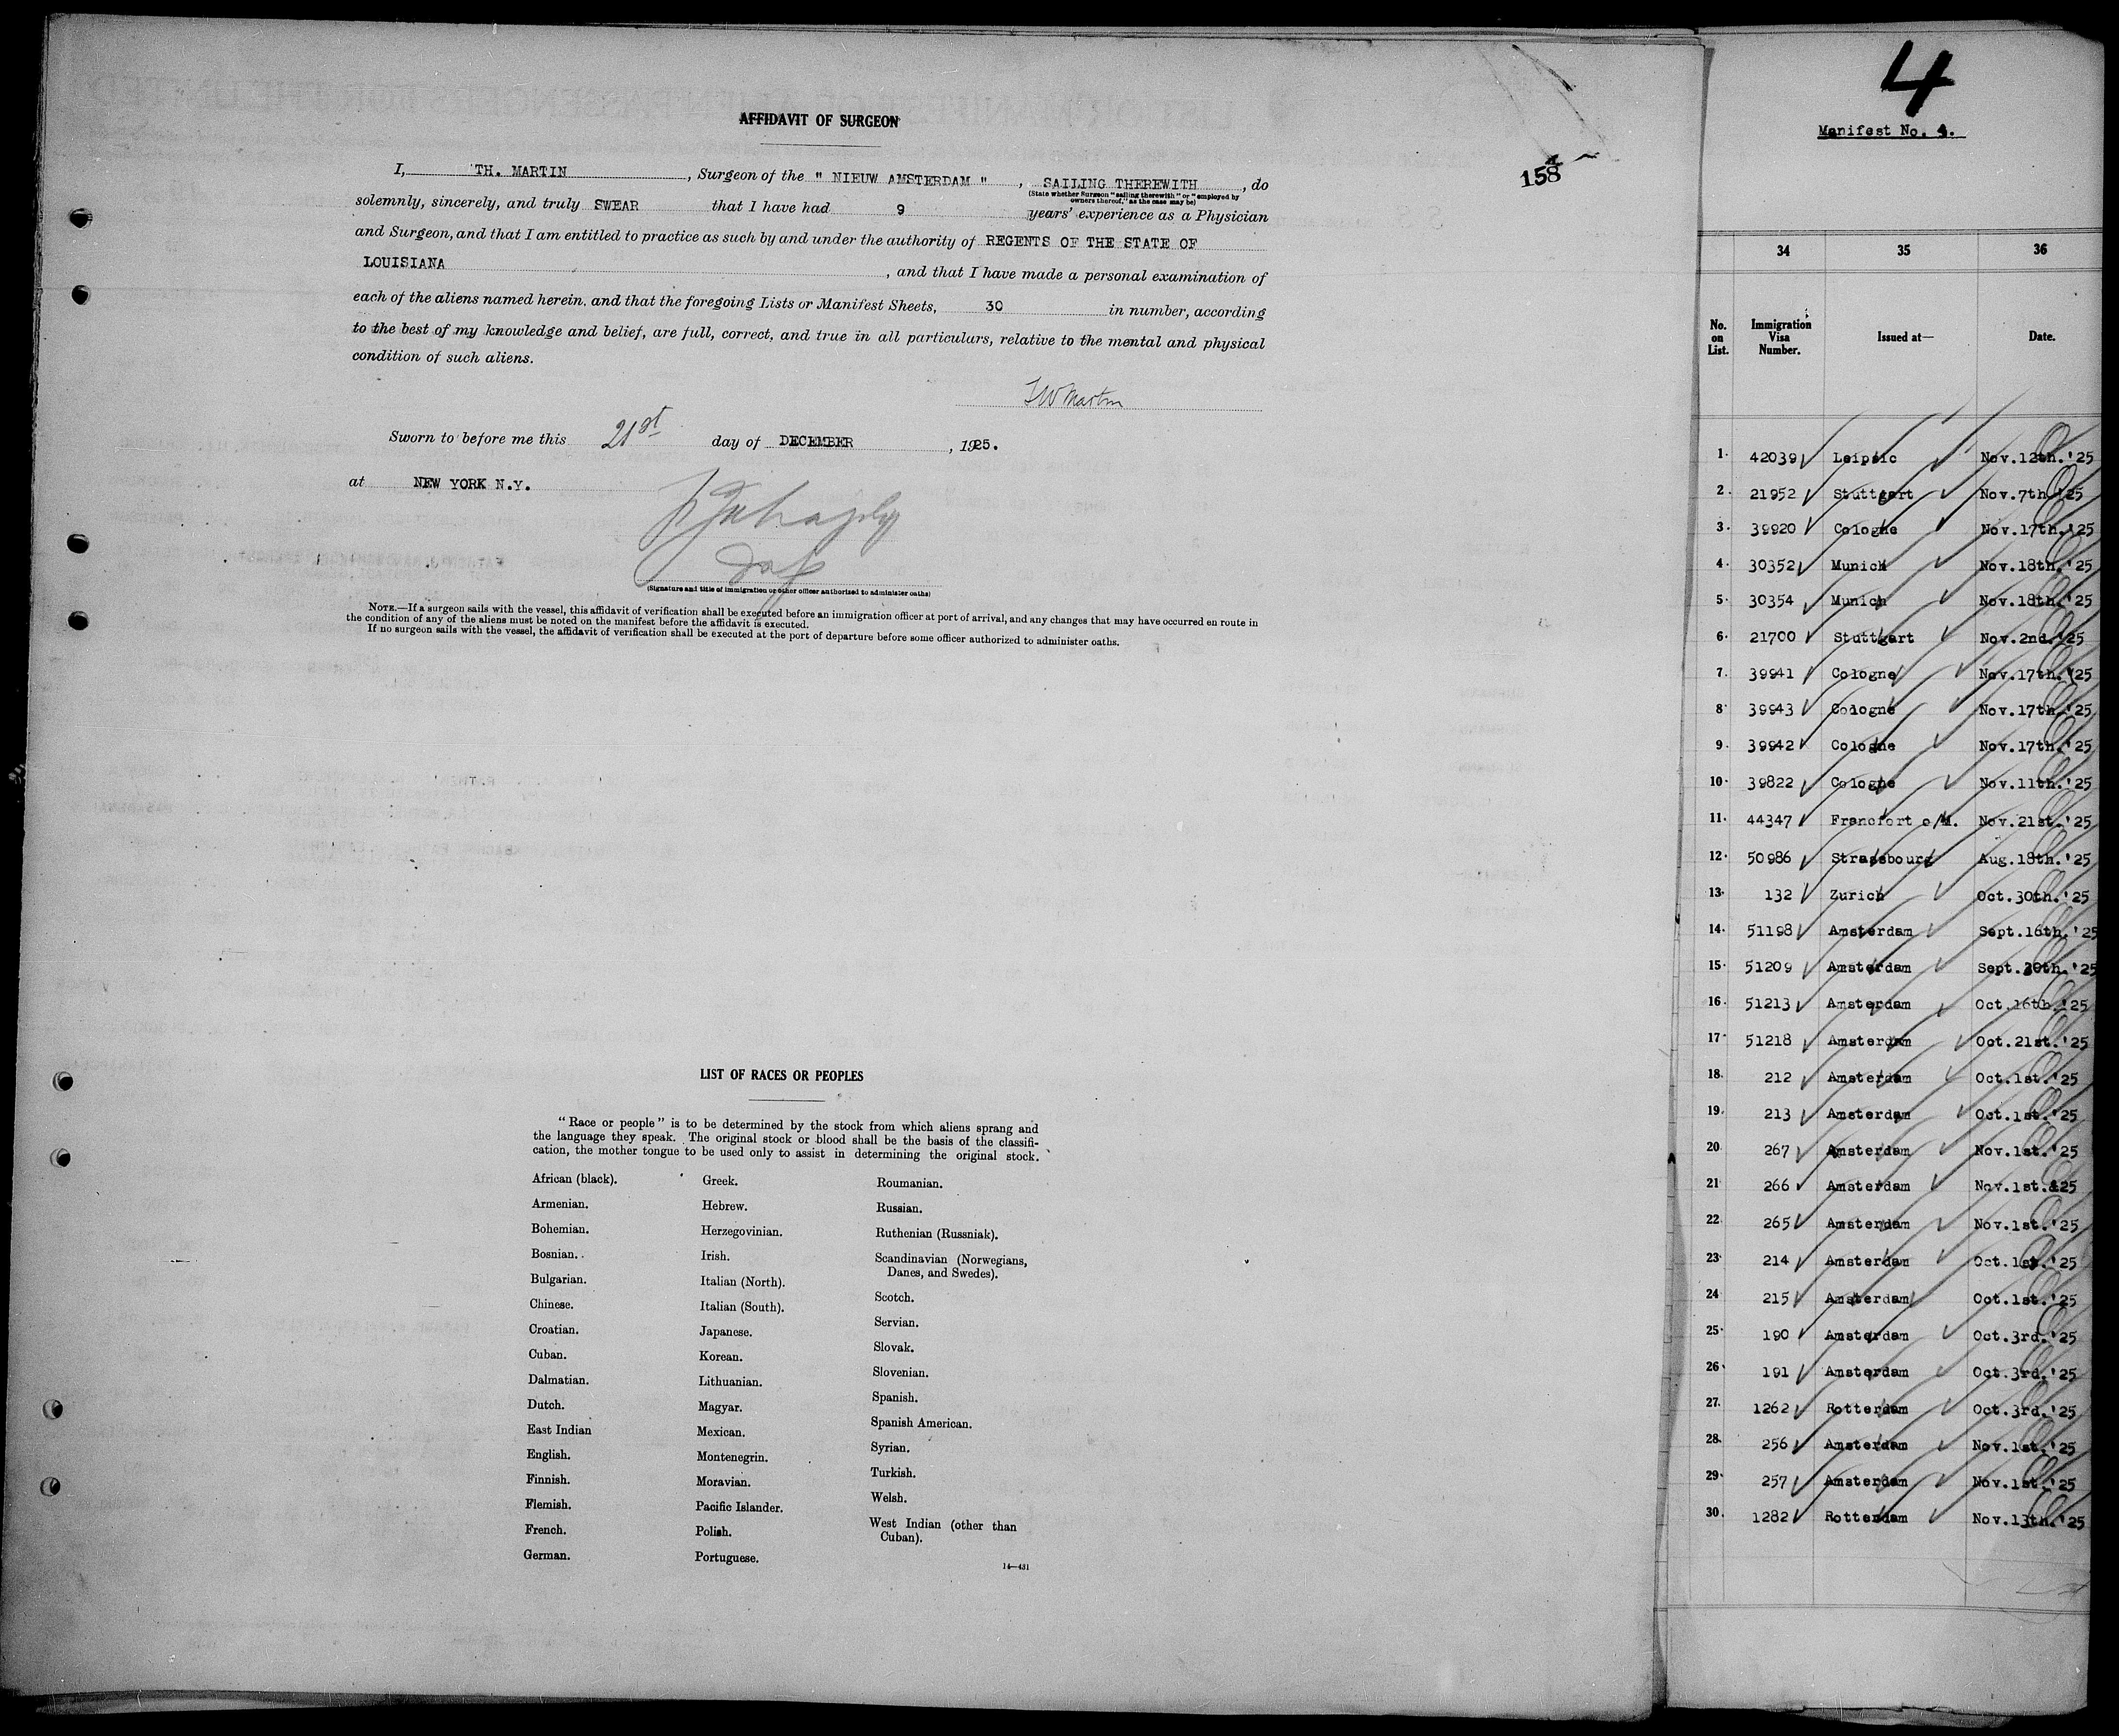 AFFIDAVIT OF SURGEON
I, TH. MARTIN, Surgeon of the " NIEUW AMSTERDAM ", SAILING THEREWITH, do
(State whether Surgeon "sailing therewith" or "employed by
owners thereof," as the case may be)
solemnly, sincerely, and truly SWEAR that I have had 9 years' experience as a Physician
and Surgeon, and that I am entitled to practice as such by and under the authority of REGENTS OF THE STATE OF
LOUISIANA, and that I have made a personal examination of
each of the aliens named herein, and that the foregoing Lists or Manifest Sheets, 30 in number, according
to the best of my knowledge and belief, are full, correct, and true in all particulars, relative to the mental and physical
condition of such aliens.
Martin
Sworn to before me this 21st day of DECEMBER, 1925.
at NEW YORK N.Y.
(Signature and title of immigration or other officer authorized to administer oaths)
NOTE.—If a surgeon sails with the vessel, this affidavit of verification shall be executed before an immigration officer at port of arrival, and any changes that may have occurred en route in
the condition of any of the aliens must be noted on the manifest before the affidavit is executed.
If no surgeon sails with the vessel, the affidavit of verification shall be executed at the port of departure before some officer authorized to administer oaths.
158
LIST OF RACES OR PEOPLES
"Race or people" is to be determined by the stock from which aliens sprang and
the language they speak. The original stock or blood shall be the basis of the classifi-
cation, the mother tongue to be used only to assist in determining the original stock.
African (black).
Armenian.
Bohemian.
Bosnian.
Bulgarian.
Chinese.
Croatian.
Cuban.
Dalmatian.
Dutch.
East Indian
English.
Finnish.
Flemish.
French.
German.
Greek.
Hebrew.
Herzegovinian.
Irish.
Italian (North).
Italian (South).
Japanese.
Korean.
Lithuanian.
Magyar.
Mexican.
Montenegrin.
Moravian.
Pacific Islander.
Polish.
Portuguese.
Roumanian.
Russian.
Ruthenian (Russniak).
Scandinavian (Norwegians,
Danes, and Swedes).
Scotch.
Servian.
Slovak.
Slovenian.
Spanish.
Spanish American.
Syrian.
Turkish.
Welsh.
West Indian (other than
Cuban).
14—431
4
Manifest No. 4.
34 35 36
No. on List. Immigration Visa Number. Issued at— Date.
1. 42039 Leipsic Nov.12th.'25
2. 21952 Stuttgart Nov.7th.'25
3. 39920 Cologne Nov.17th.'25
4. 30352 Munich Nov.18th.'25
5. 30354 Munich Nov.18th.'25
6. 21700 Stuttgart Nov.2nd.'25
7. 39941 Cologne Nov.17th.'25
8. 39943 Cologne Nov.17th.'25
9. 39942 Cologne Nov.17th.'25
10. 39822 Cologne Nov.11th.'25
11. 44347 Francfort o/M. Nov.21st.'25
12. 50986 Strassbourg Aug.18th.'25
13. 132 Zurich Oct.30th.'25
14. 51198 Amsterdam Sept.16th.'25
15. 51209 Amsterdam Sept.30th.'25
16. 51213 Amsterdam Oct.16th.'25
17. 51218 Amsterdam Oct.21st.'25
18. 212 Amsterdam Oct.1st.'25
19. 213 Amsterdam Oct.1st.'25
20. 267 Amsterdam Nov.1st.'25
21. 266 Amsterdam Nov.1st.'25
22. 265 Amsterdam Nov.1st.'25
23. 214 Amsterdam Oct.1st.'25
24. 215 Amsterdam Oct.1st.'25
25. 190 Amsterdam Oct.3rd.'25
26. 191 Amsterdam Oct.3rd.'25
27. 1262 Rotterdam Oct.3rd.'25
28. 256 Amsterdam Nov.1st.'25
29. 257 Amsterdam Nov.1st.'25
30. 1282 Rotterdam Nov.13th.'25